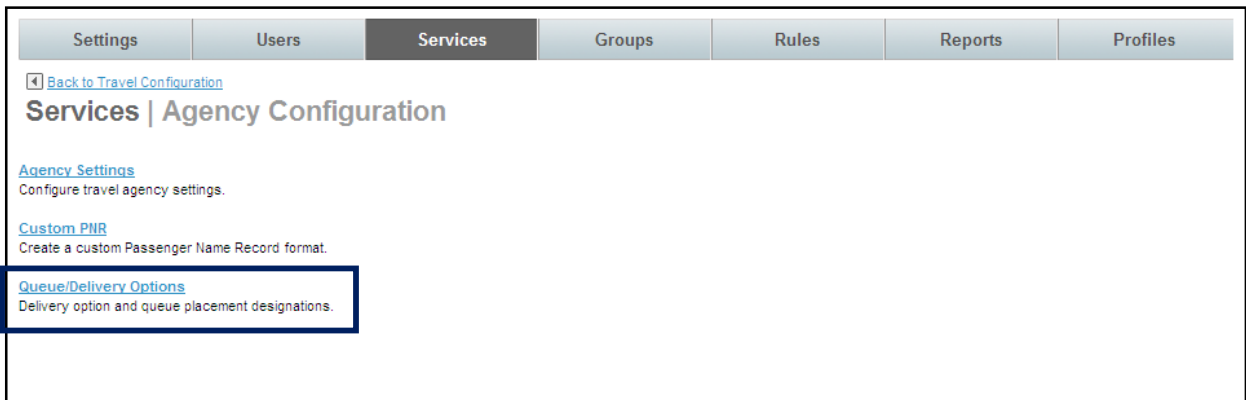 Settings Users Services Groups Rules Reports Profiles
Back to Travel Configuration
Services | Agency Configuration
Agency Settings
Configure travel agency settings.
Custom PNR
Create a custom Passenger Name Record format.
Queue/Delivery Options
Delivery option and queue placement designations.